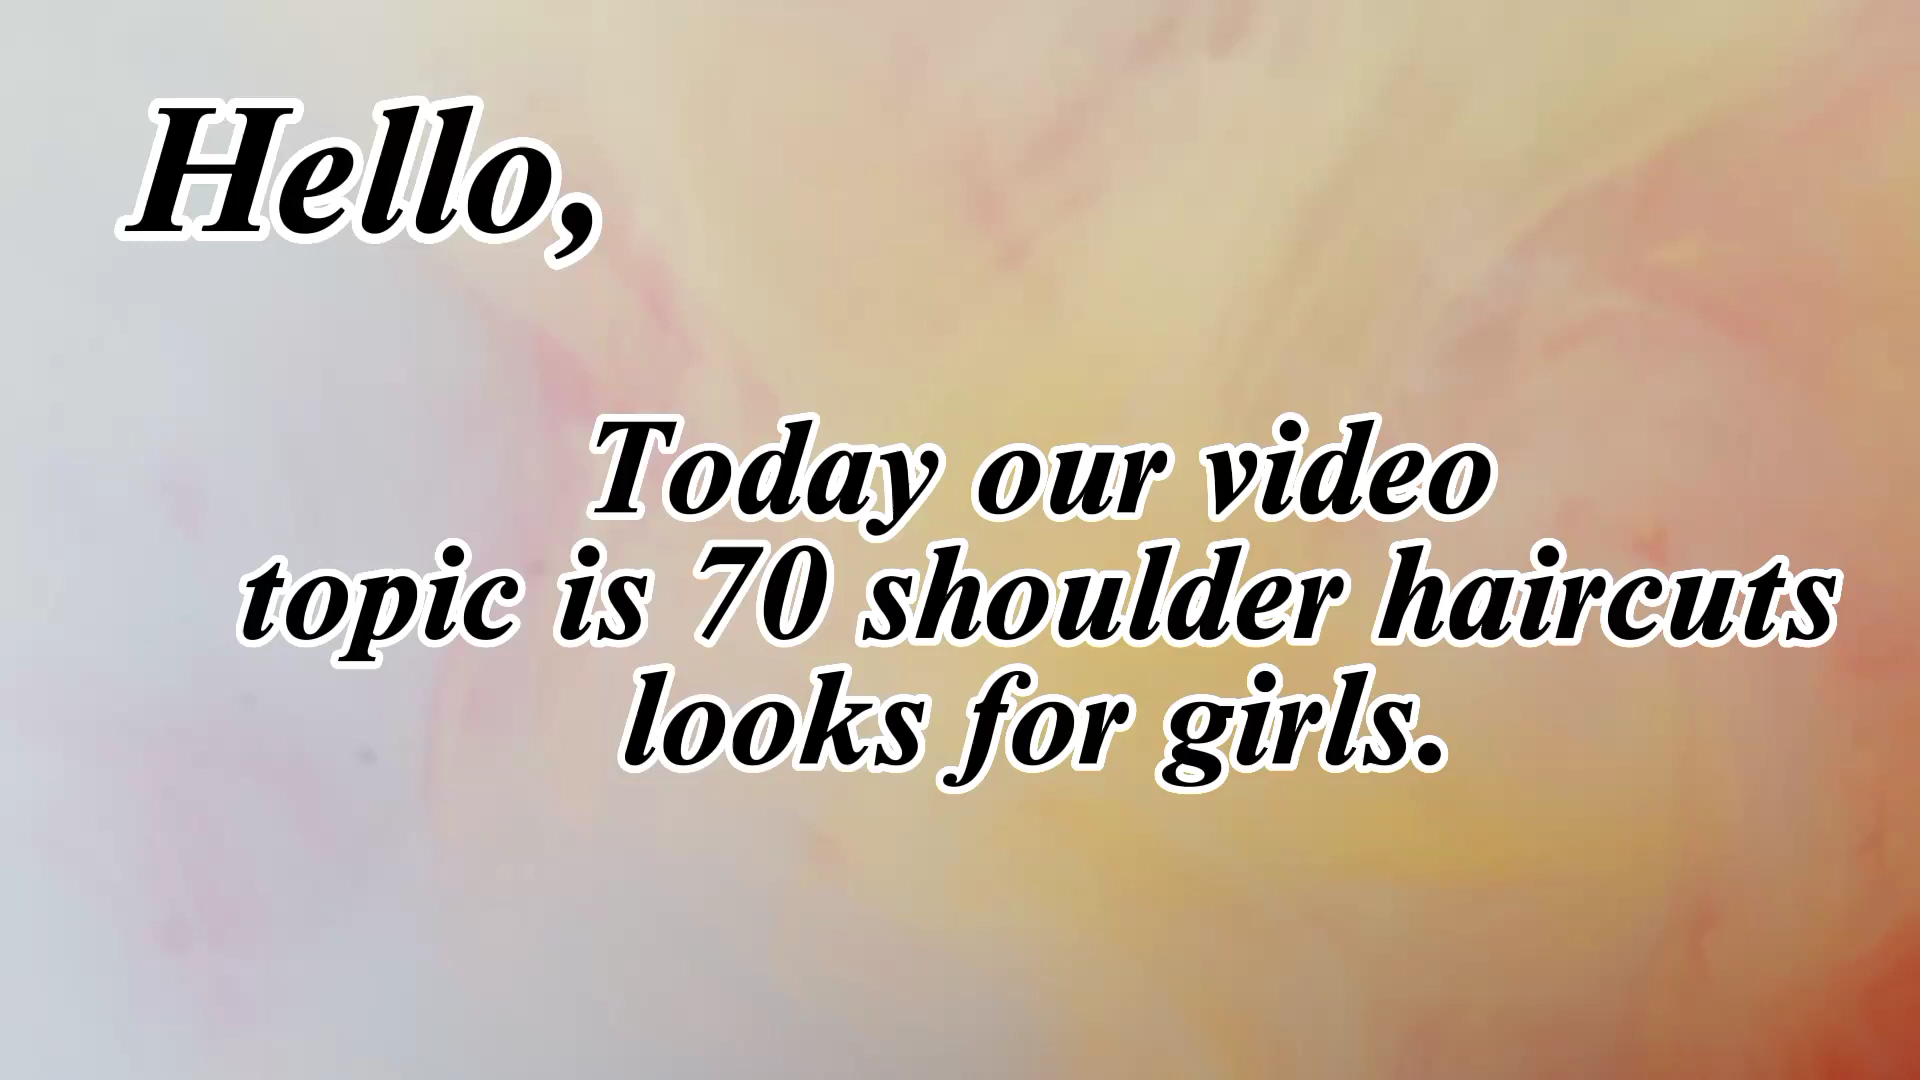 Hello,
Today our video
topic is 70 shoulder haircuts
looks for girls.